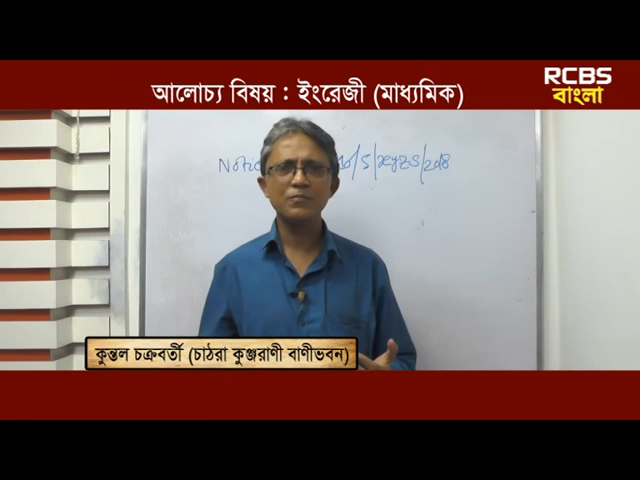 আলোচ্য বিষয় : ইংরেজী (মাধ্যমিক)
RCBS
বাংলা
কুন্তল চক্রবর্তী (চাঠরা কুঞ্জরাণী বাণীভবন)